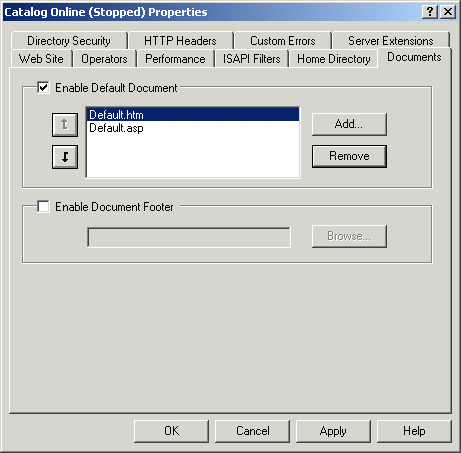 Catalog Online (Stopped) Properties
Directory Security HTTP Headers Custom Errors Server Extensions
Web Site Operators Performance ISAPI Filters Home Directory Documents
Enable Default Document
Default.htm
Default.asp
Add...
Remove
Enable Document Footer
Browse...
OK Cancel Apply Help